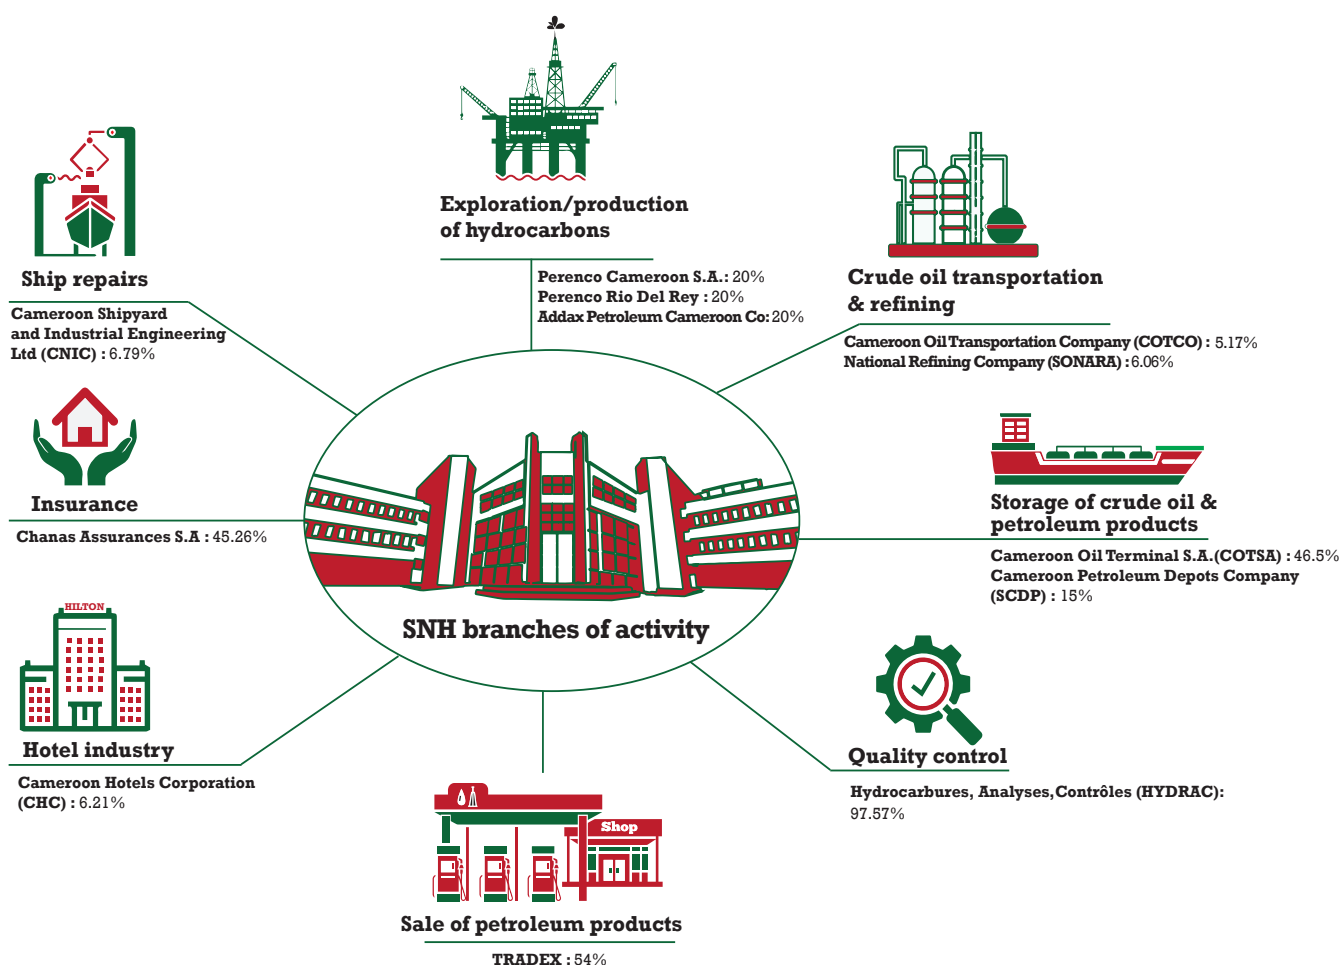 Exploration/production
of hydrocarbons
Perenco Cameroon S.A.: 20%
Perenco Rio Del Rey : 20%
Addax Petroleum Cameroon Co: 20%
Crude oil transportation
& refining
Cameroon Oil Transportation Company (COTCO) : 5.17%
National Refining Company (SONARA) : 6.06%
Storage of crude oil &
petroleum products
Cameroon Oil Terminal S.A.(COTSA) : 46.5%
Cameroon Petroleum Depots Company
(SCDP) : 15%
Quality control
Hydrocarbures, Analyses, Contrôles (HYDRAC):
97.57%
Shop
Sale of petroleum products
TRADEX : 54%
HILTON
Hotel industry
Cameroon Hotels Corporation
(CHC) : 6.21%
Insurance
Chanas Assurances S.A : 45.26%
Ship repairs
Cameroon Shipyard
and Industrial Engineering
Ltd (CNIC) : 6.79%
SNH branches of activity